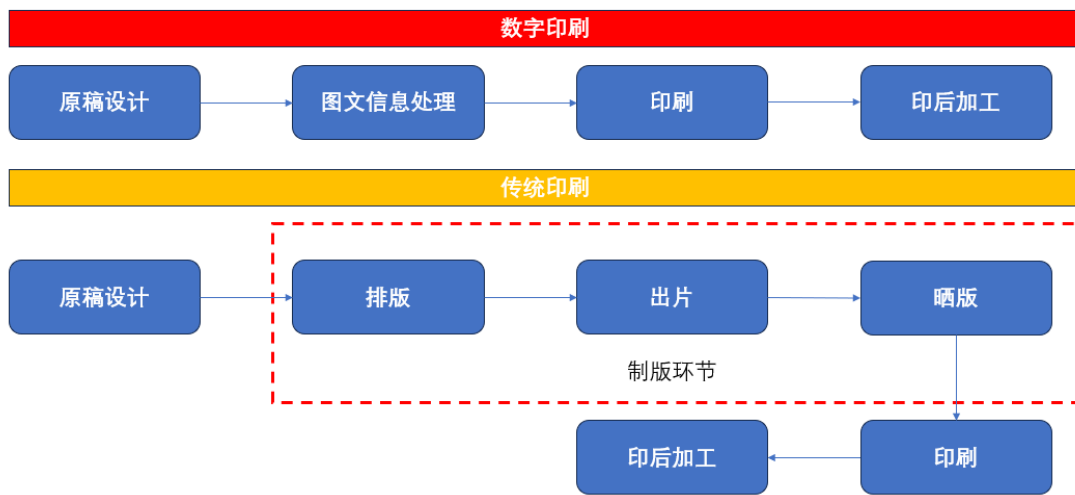 数字印刷
原稿设计
图文信息处理
印刷
印后加工
传统印刷
原稿设计
排版
出片
晒版
制版环节
印后加工
印刷